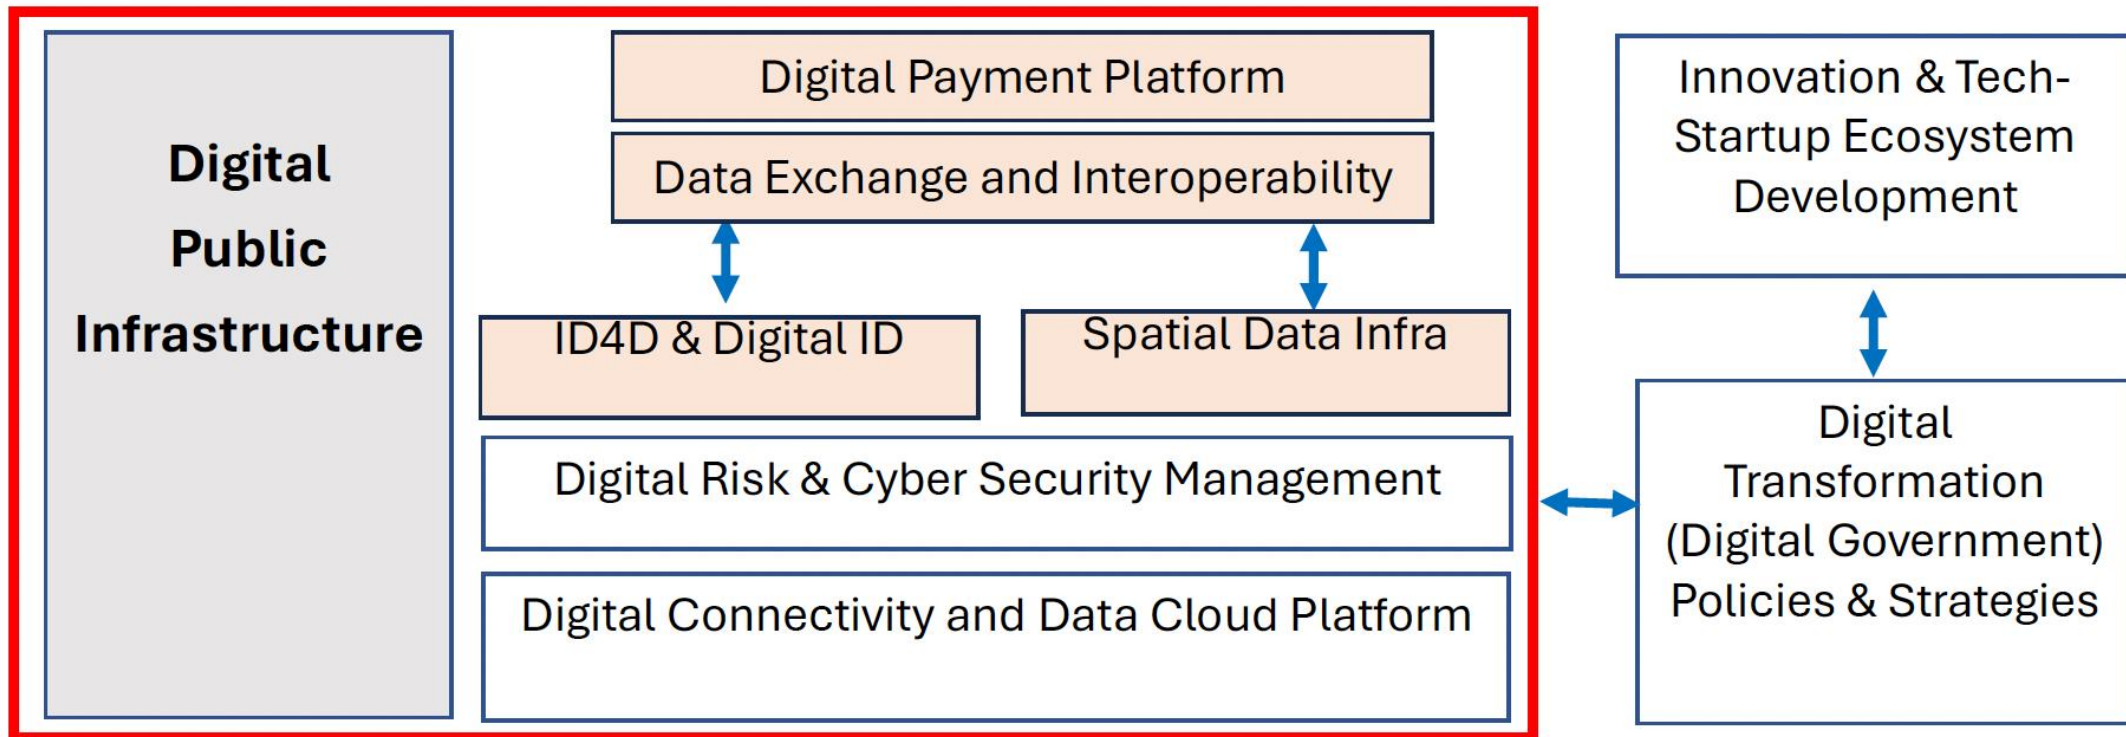 Digital
Public
Infrastructure
Digital Payment Platform
Data Exchange and Interoperability
ID4D & Digital ID
Spatial Data Infra
Digital Risk & Cyber Security Management
Digital Connectivity and Data Cloud Platform
Innovation & Tech-
Startup Ecosystem
Development
Digital
Transformation
(Digital Government)
Policies & Strategies